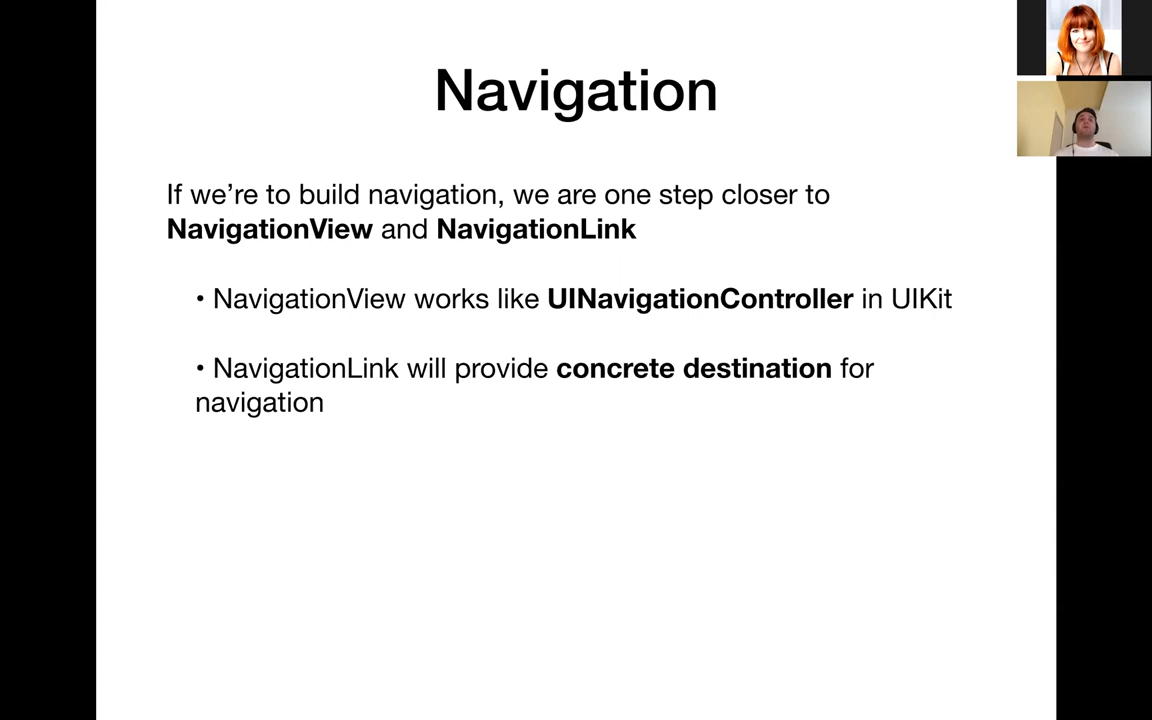 Navigation
If we’re to build navigation, we are one step closer to
NavigationView and NavigationLink
• NavigationView works like UINavigationController in UIKit
• NavigationLink will provide concrete destination for
navigation